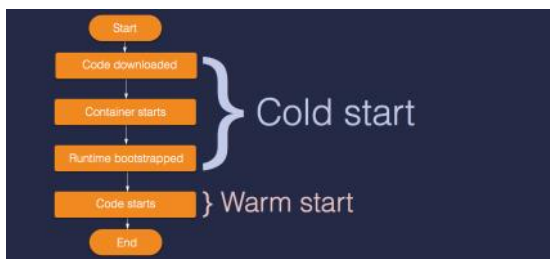 Start
Code downloaded
Container starts
Cold start
Runtime bootstrapped
Code starts
} Warm start
End